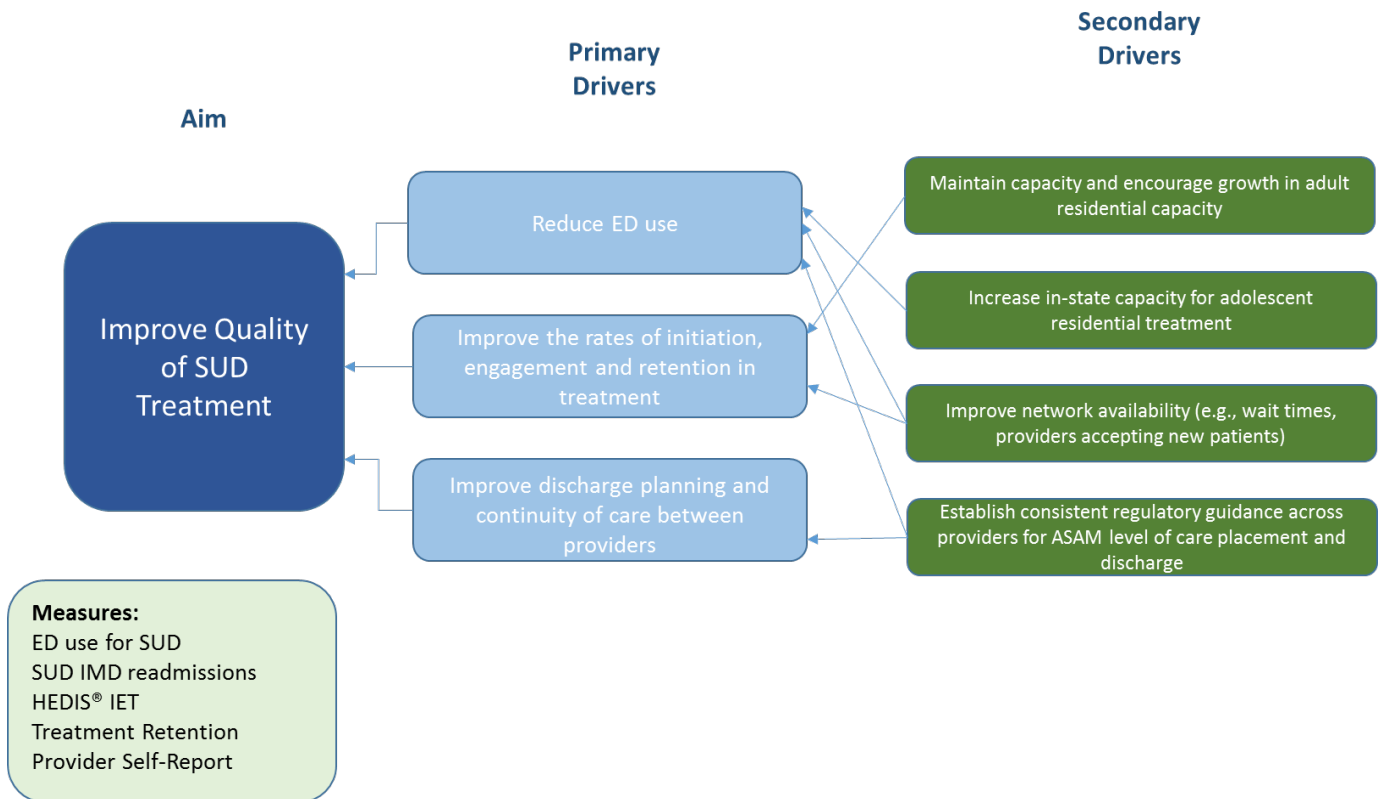 Aim
Primary
Drivers
Secondary
Drivers
Improve Quality
of SUD
Treatment
Reduce ED use
Improve the rates of initiation,
engagement and retention in
treatment
Improve discharge planning and
continuity of care between
providers
Maintain capacity and encourage growth in adult
residential capacity
Increase in-state capacity for adolescent
residential treatment
Improve network availability (e.g., wait times,
providers accepting new patients)
Establish consistent regulatory guidance across
providers for ASAM level of care placement and
discharge
Measures:
ED use for SUD
SUD IMD readmissions
HEDIS® IET
Treatment Retention
Provider Self-Report